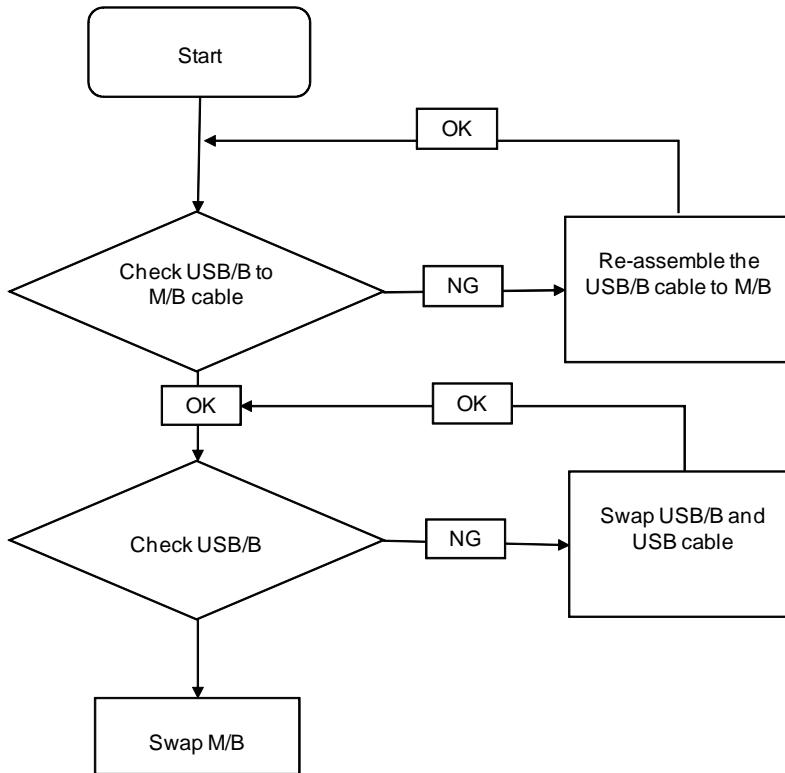 Start
OK
Check USB/B to
M/B cable
NG
Re-assemble the
USB/B cable to M/B
OK
OK
Check USB/B
NG
Swap USB/B and
USB cable
Swap M/B